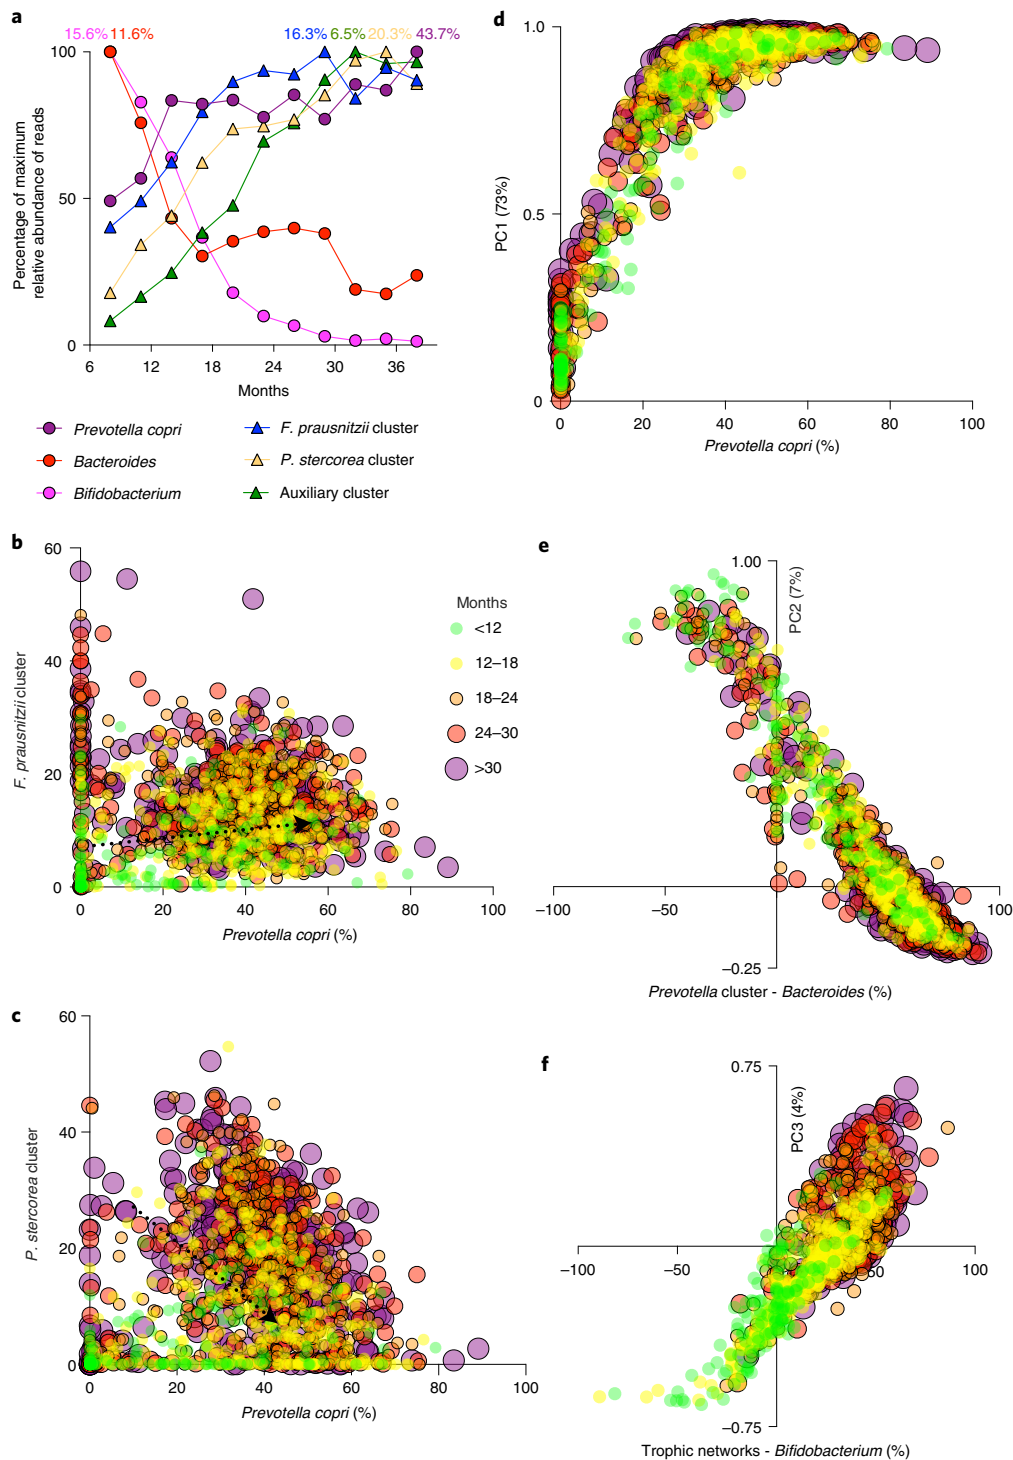 a
15.6% 11.6% 16.3% 6.5% 20.3% 43.7%
100
50
0
Percentage of maximum
relative abundance of reads
6 12 18 24 30 36
Months
Prevotella copri
Bacteroides
Bifidobacterium
F. prausnitzii cluster
P. stercorea cluster
Auxiliary cluster
b
60
40
20
0
F. prausnitzii cluster
0 20 40 60 80 100
Prevotella copri (%)
Months
<12
12–18
18–24
24–30
>30
c
60
40
20
0
P. stercorea cluster
0 20 40 60 80 100
Prevotella copri (%)
d
1.0
0.5
0
PC1 (73%)
0 20 40 60 80 100
Prevotella copri (%)
e
1.00
PC2 (7%)
–100 –50 100
–0.25
Prevotella cluster - Bacteroides (%)
f
0.75
PC3 (4%)
–100 –50 50 100
–0.75
Trophic networks - Bifidobacterium (%)